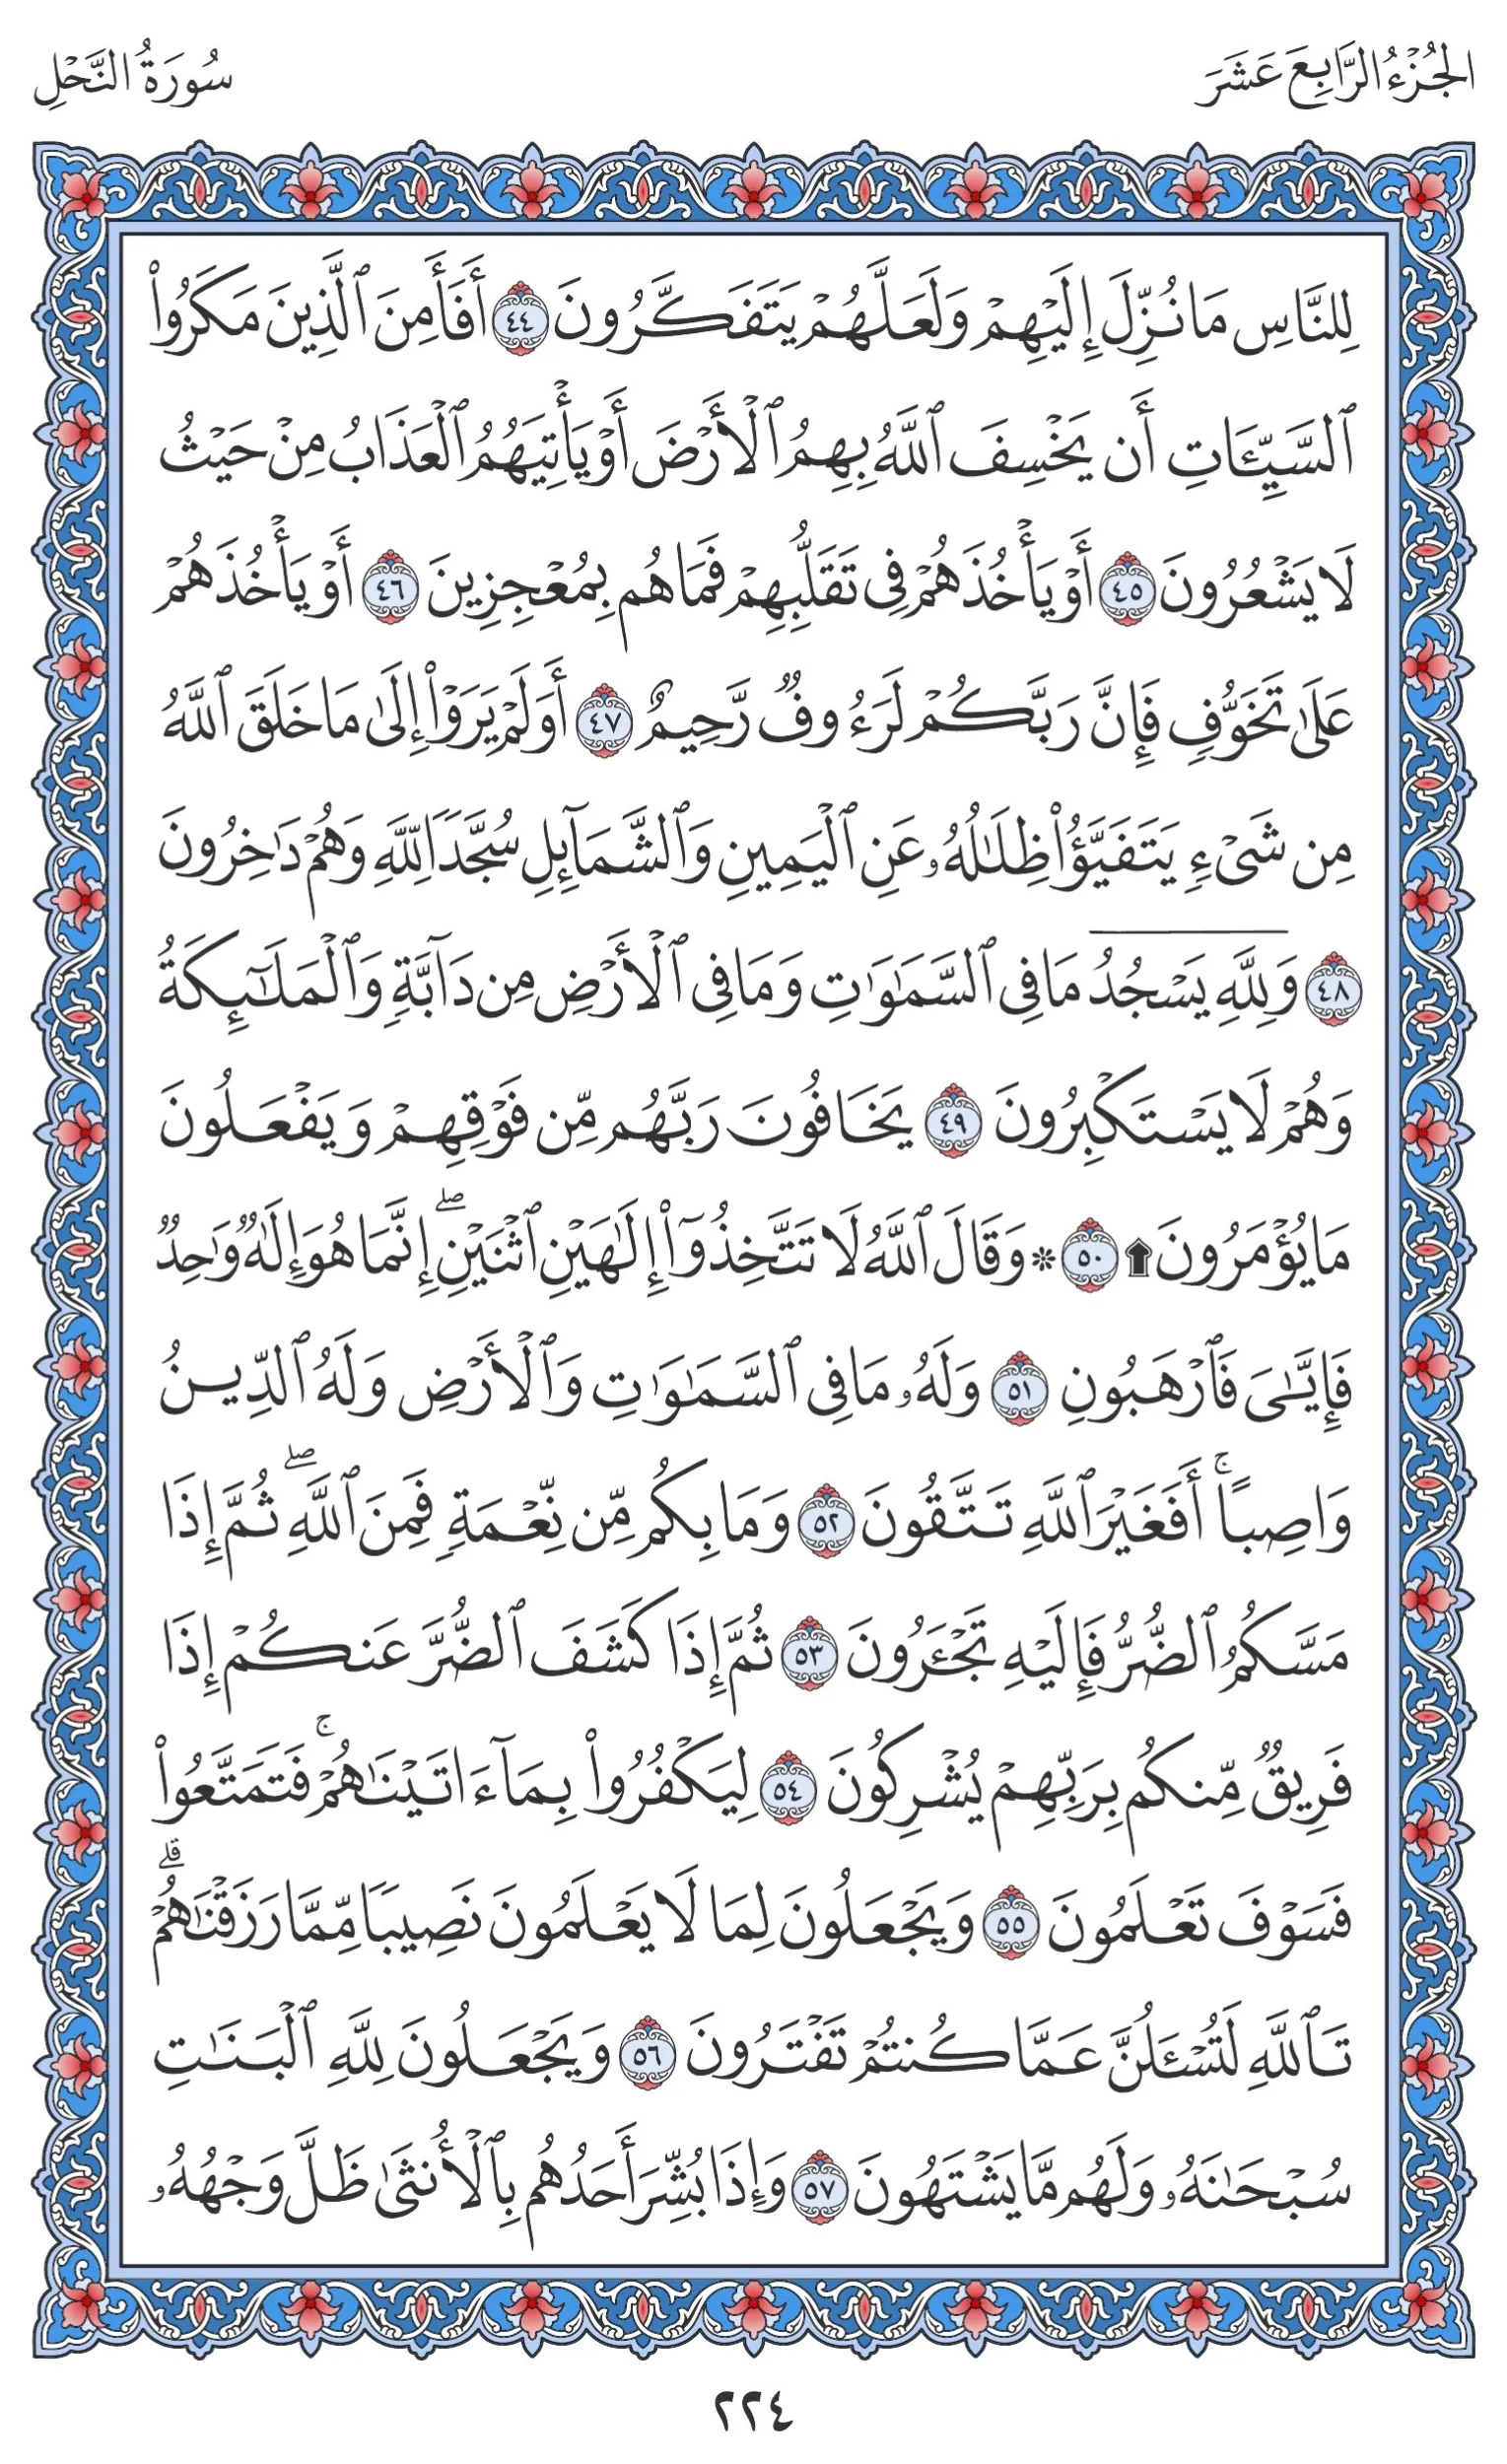 الجُزْءُ الرَّابِعَ عَشَرَ
سُورَةُ النَّحْلِ
لِلنَّاسِ مَا نُزِّلَ إِلَيْهِمْ وَلَعَلَّهُمْ يَتَفَكَّرُونَ ٤٤ أَفَأَمِنَ ٱلَّذِينَ مَكَرُوا۟
ٱلسَّيِّـَٔاتِ أَن يَخْسِفَ ٱللَّهُ بِهِمُ ٱلْأَرْضَ أَوْ يَأْتِيَهُمُ ٱلْعَذَابُ مِنْ حَيْثُ
لَا يَشْعُرُونَ ٤٥ أَوْ يَأْخُذَهُمْ فِى تَقَلُّبِهِمْ فَمَا هُم بِمُعْجِزِينَ ٤٦ أَوْ يَأْخُذَهُمْ
عَلَىٰ تَخَوُّفٍ فَإِنَّ رَبَّكُمْ لَرَءُوفٌ رَّحِيمٌ ٤٧ أَوَلَمْ يَرَوْا۟ إِلَىٰ مَا خَلَقَ ٱللَّهُ
مِن شَىْءٍ يَتَفَيَّؤُا۟ ظِلَـٰلُهُۥ عَنِ ٱلْيَمِينِ وَٱلشَّمَآئِلِ سُجَّدًا لِّلَّهِ وَهُمْ دَٰخِرُونَ
٤٨ وَلِلَّهِ يَسْجُدُ مَا فِى ٱلسَّمَـٰوَٰتِ وَمَا فِى ٱلْأَرْضِ مِن دَآبَّةٍ وَٱلْمَلَـٰٓئِكَةُ
وَهُمْ لَا يَسْتَكْبِرُونَ ٤٩ يَخَافُونَ رَبَّهُم مِّن فَوْقِهِمْ وَيَفْعَلُونَ
مَا يُؤْمَرُونَ ۩ ٥٠ * وَقَالَ ٱللَّهُ لَا تَتَّخِذُوٓا۟ إِلَـٰهَيْنِ ٱثْنَيْنِ ۖ إِنَّمَا هُوَ إِلَـٰهٌ وَٰحِدٌ
فَإِيَّـٰىَ فَٱرْهَبُونِ ٥١ وَلَهُۥ مَا فِى ٱلسَّمَـٰوَٰتِ وَٱلْأَرْضِ وَلَهُ ٱلدِّينُ
وَاصِبًا ۚ أَفَغَيْرَ ٱللَّهِ تَتَّقُونَ ٥٢ وَمَا بِكُم مِّن نِّعْمَةٍ فَمِنَ ٱللَّهِ ۖ ثُمَّ إِذَا
مَسَّكُمُ ٱلضُّرُّ فَإِلَيْهِ تَجْـَٔرُونَ ٥٣ ثُمَّ إِذَا كَشَفَ ٱلضُّرَّ عَنكُمْ إِذَا
فَرِيقٌ مِّنكُم بِرَبِّهِمْ يُشْرِكُونَ ٥٤ لِيَكْفُرُوا۟ بِمَآ ءَاتَيْنَـٰهُمْ ۚ فَتَمَتَّعُوا۟
فَسَوْفَ تَعْلَمُونَ ٥٥ وَيَجْعَلُونَ لِمَا لَا يَعْلَمُونَ نَصِيبًا مِّمَّا رَزَقْنَـٰهُمْ ۗ
تَٱللَّهِ لَتُسْـَٔلُنَّ عَمَّا كُنتُمْ تَفْتَرُونَ ٥٦ وَيَجْعَلُونَ لِلَّهِ ٱلْبَنَـٰتِ
سُبْحَـٰنَهُۥ وَلَهُم مَّا يَشْتَهُونَ ٥٧ وَإِذَا بُشِّرَ أَحَدُهُم بِٱلْأُنثَىٰ ظَلَّ وَجْهُهُۥ
٢٢٤